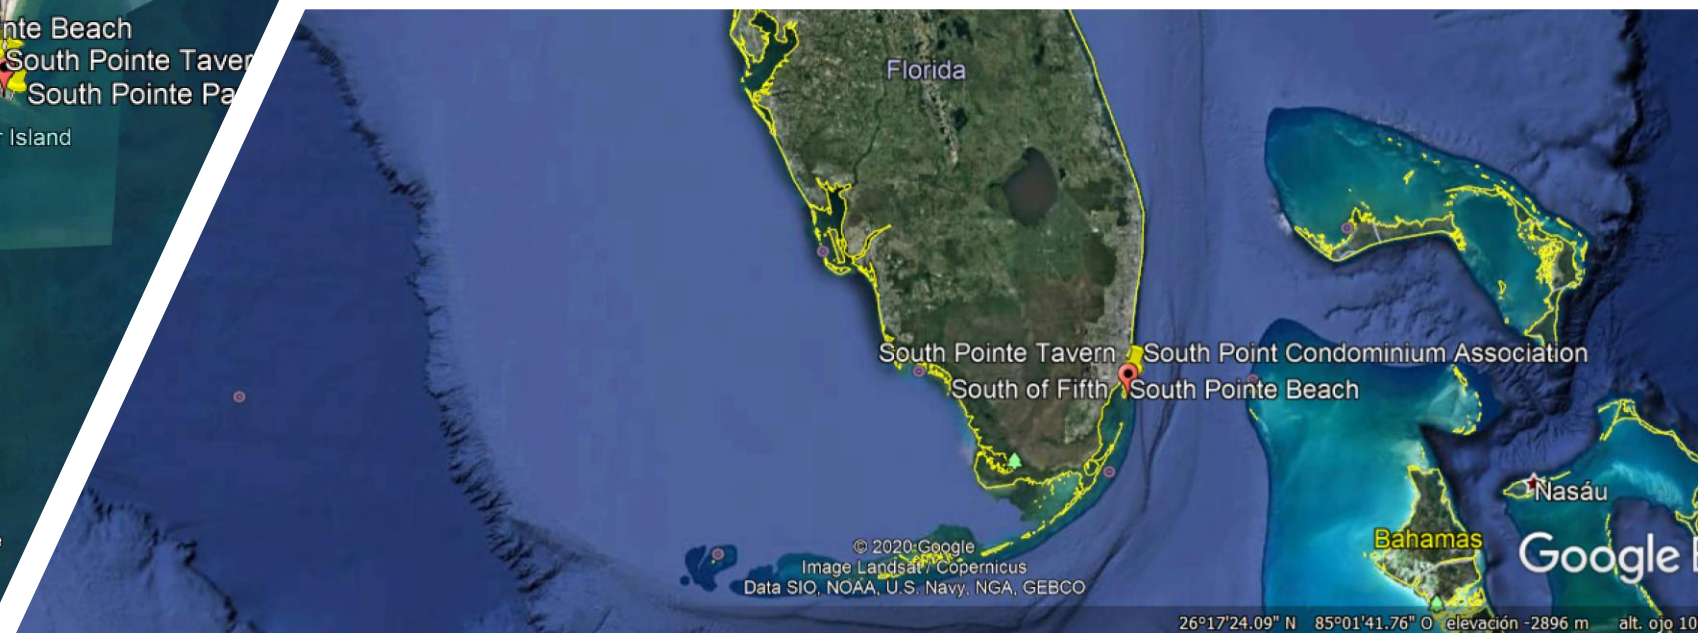 nte Beach
South Pointe Taver
South Pointe Pa
r Island
Florida
South Pointe Tavern
South Point Condominium Association
South of Fifth
South Pointe Beach
Nasáu
Bahamas
© 2020 Google
Image Landsat / Copernicus
Data SIO, NOAA, U.S. Navy, NGA, GEBCO
Google
26°17'24.09" N 85°01'41.76" O elevación -2896 m alt. ojo 10